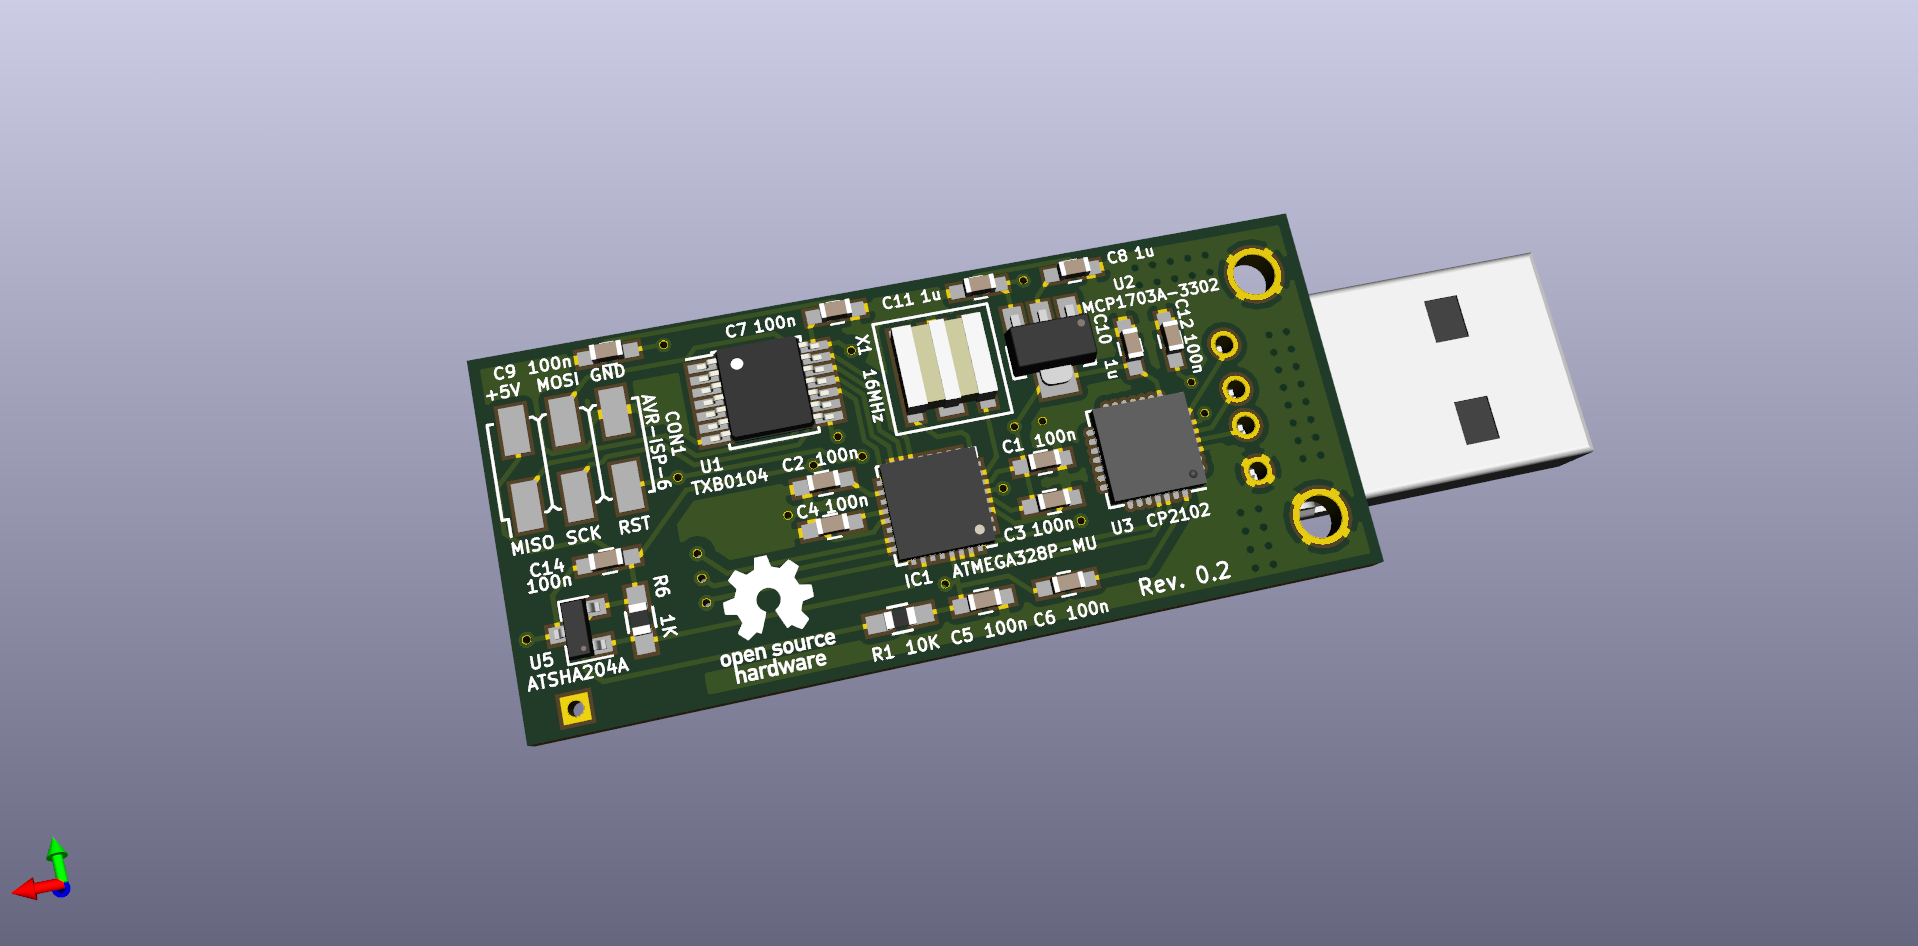 C8 1u
U2
MCP1703A-3302
C11 1u
C7 100n
C10
1u
C12 100n
X1 16MHz
C9 100n
+5V MOSI GND
CON1
AVR-ISP-6
U1
TXB0104
C2 100n
C1 100n
C4 100n
C3 100n
U3 CP2102
MISO SCK RST
IC1 ATMEGA328P-MU
C14
100n
R6 1K
Rev. 0.2
R1 10K C5 100n C6 100n
open source
hardware
U5
ATSHA204A